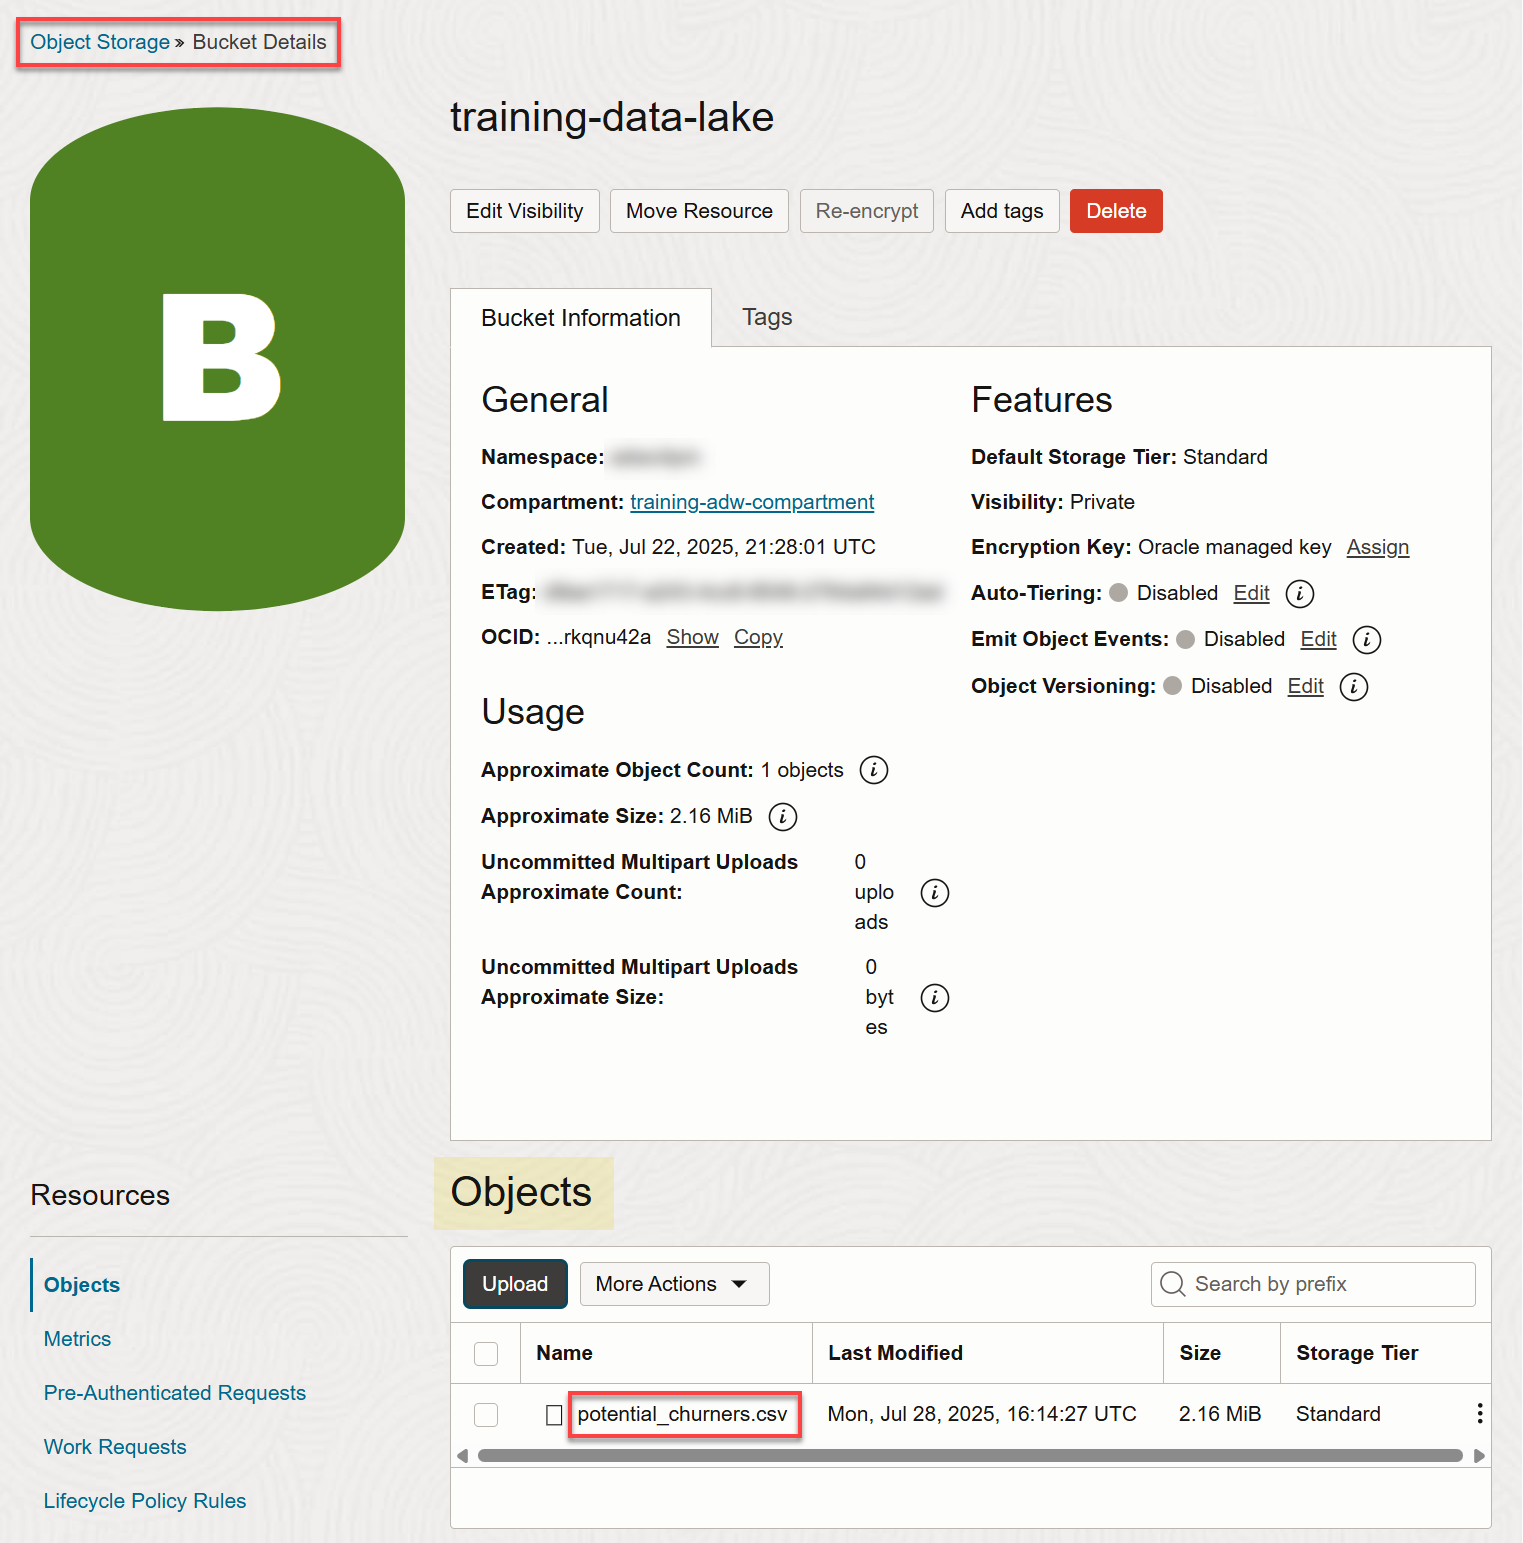 Object Storage » Bucket Details
B
training-data-lake
Edit Visibility Move Resource Re-encrypt Add tags Delete
Bucket Information Tags
General
Namespace:
Compartment: training-adw-compartment
Created: Tue, Jul 22, 2025, 21:28:01 UTC
ETag:
OCID: ...rkqnu42a Show Copy
Usage
Approximate Object Count: 1 objects i
Approximate Size: 2.16 MiB i
Uncommitted Multipart Uploads
Approximate Count:
0
uplo
ads
i
Uncommitted Multipart Uploads
Approximate Size:
0
byt
es
i
Features
Default Storage Tier: Standard
Visibility: Private
Encryption Key: Oracle managed key Assign
Auto-Tiering: Disabled Edit i
Emit Object Events: Disabled Edit i
Object Versioning: Disabled Edit i
Resources
Objects
Metrics
Pre-Authenticated Requests
Work Requests
Lifecycle Policy Rules
Objects
Upload More Actions Search by prefix
Name Last Modified Size Storage Tier
potential_churners.csv Mon, Jul 28, 2025, 16:14:27 UTC 2.16 MiB Standard